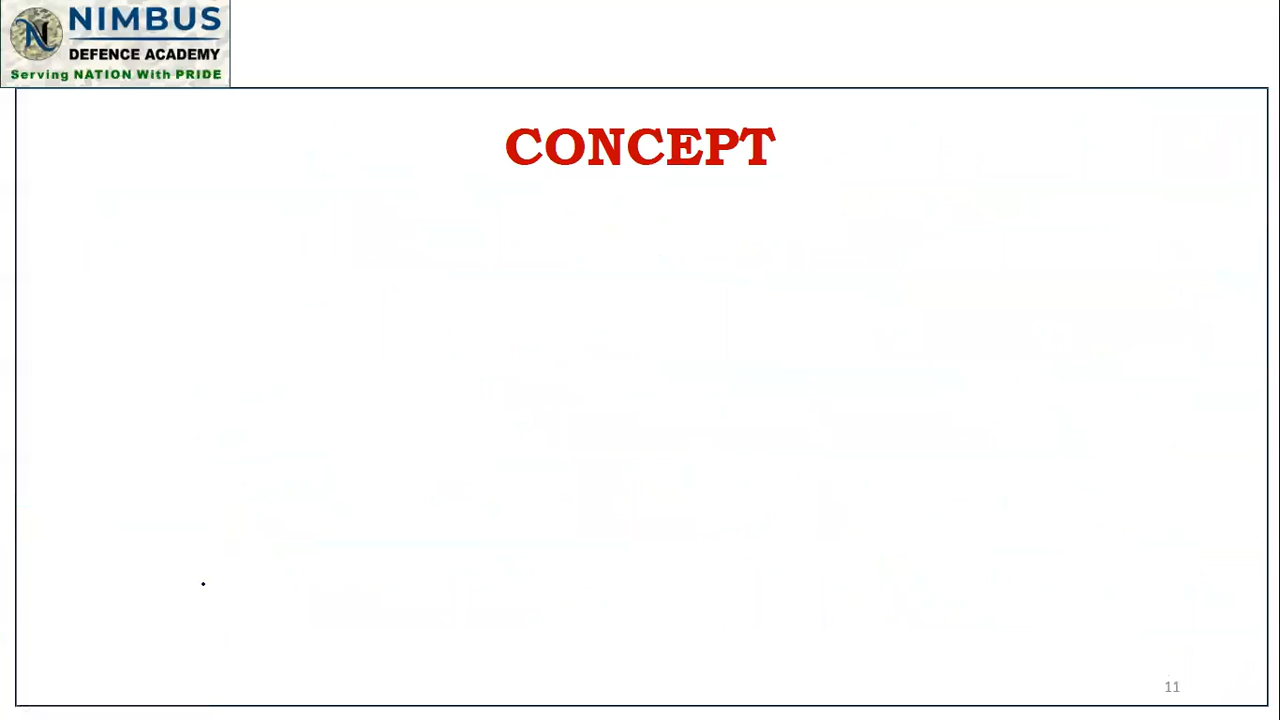 NIMBUS
DEFENCE ACADEMY
Serving NATION With PRIDE
CONCEPT
11